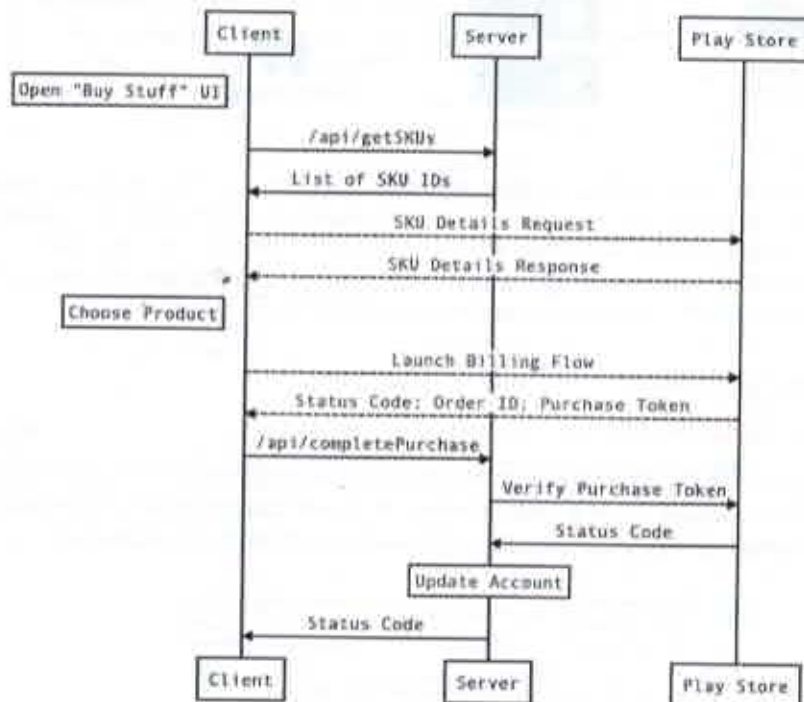 Client Server Play Store
Open "Buy Stuff" UI
/api/getSKUs
List of SKU IDs
SKU Details Request
SKU Details Response
Choose Product
Launch Billing Flow
Status Code; Order ID; Purchase Token
/api/completePurchase
Verify Purchase Token
Status Code
Update Account
Status Code
Client Server Play Store